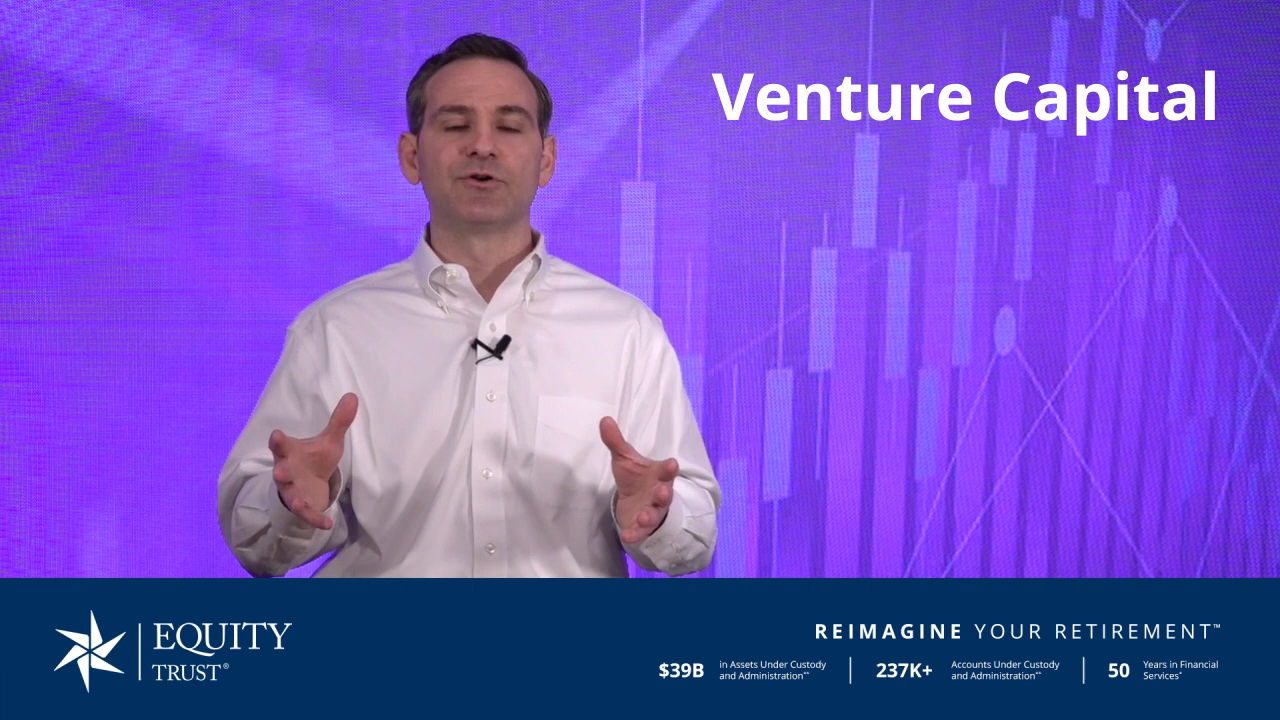 Venture Capital
EQUITY
TRUST®
REIMAGINE YOUR RETIREMENT™
$39B in Assets Under Custody and Administration**
237K+ Accounts Under Custody and Administration**
50 Years in Financial Services*